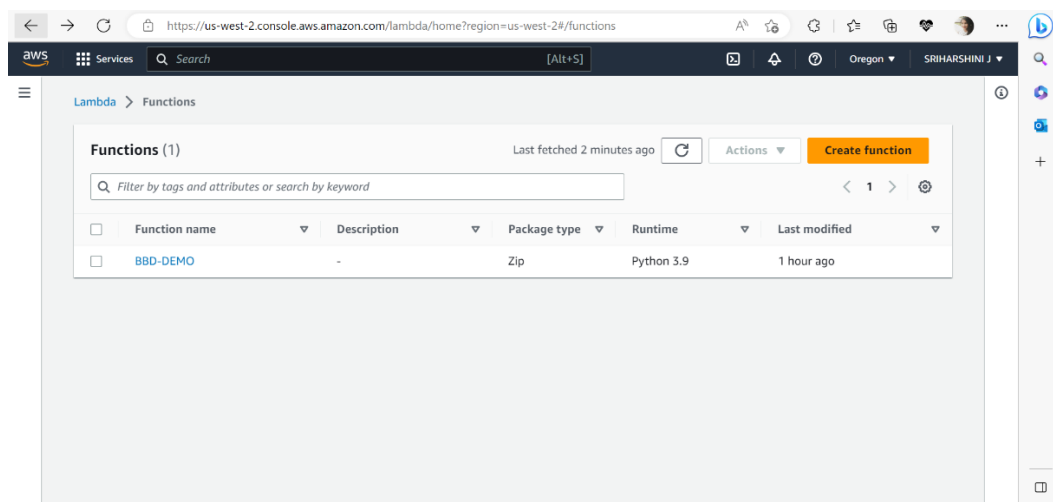 https://us-west-2.console.aws.amazon.com/lambda/home?region=us-west-2#/functions
aws Services Search [Alt+S] Oregon SRIHARSHINI J
Lambda > Functions
Functions (1) Last fetched 2 minutes ago Actions Create function
Filter by tags and attributes or search by keyword < 1 >
Function name Description Package type Runtime Last modified
BBD-DEMO - Zip Python 3.9 1 hour ago